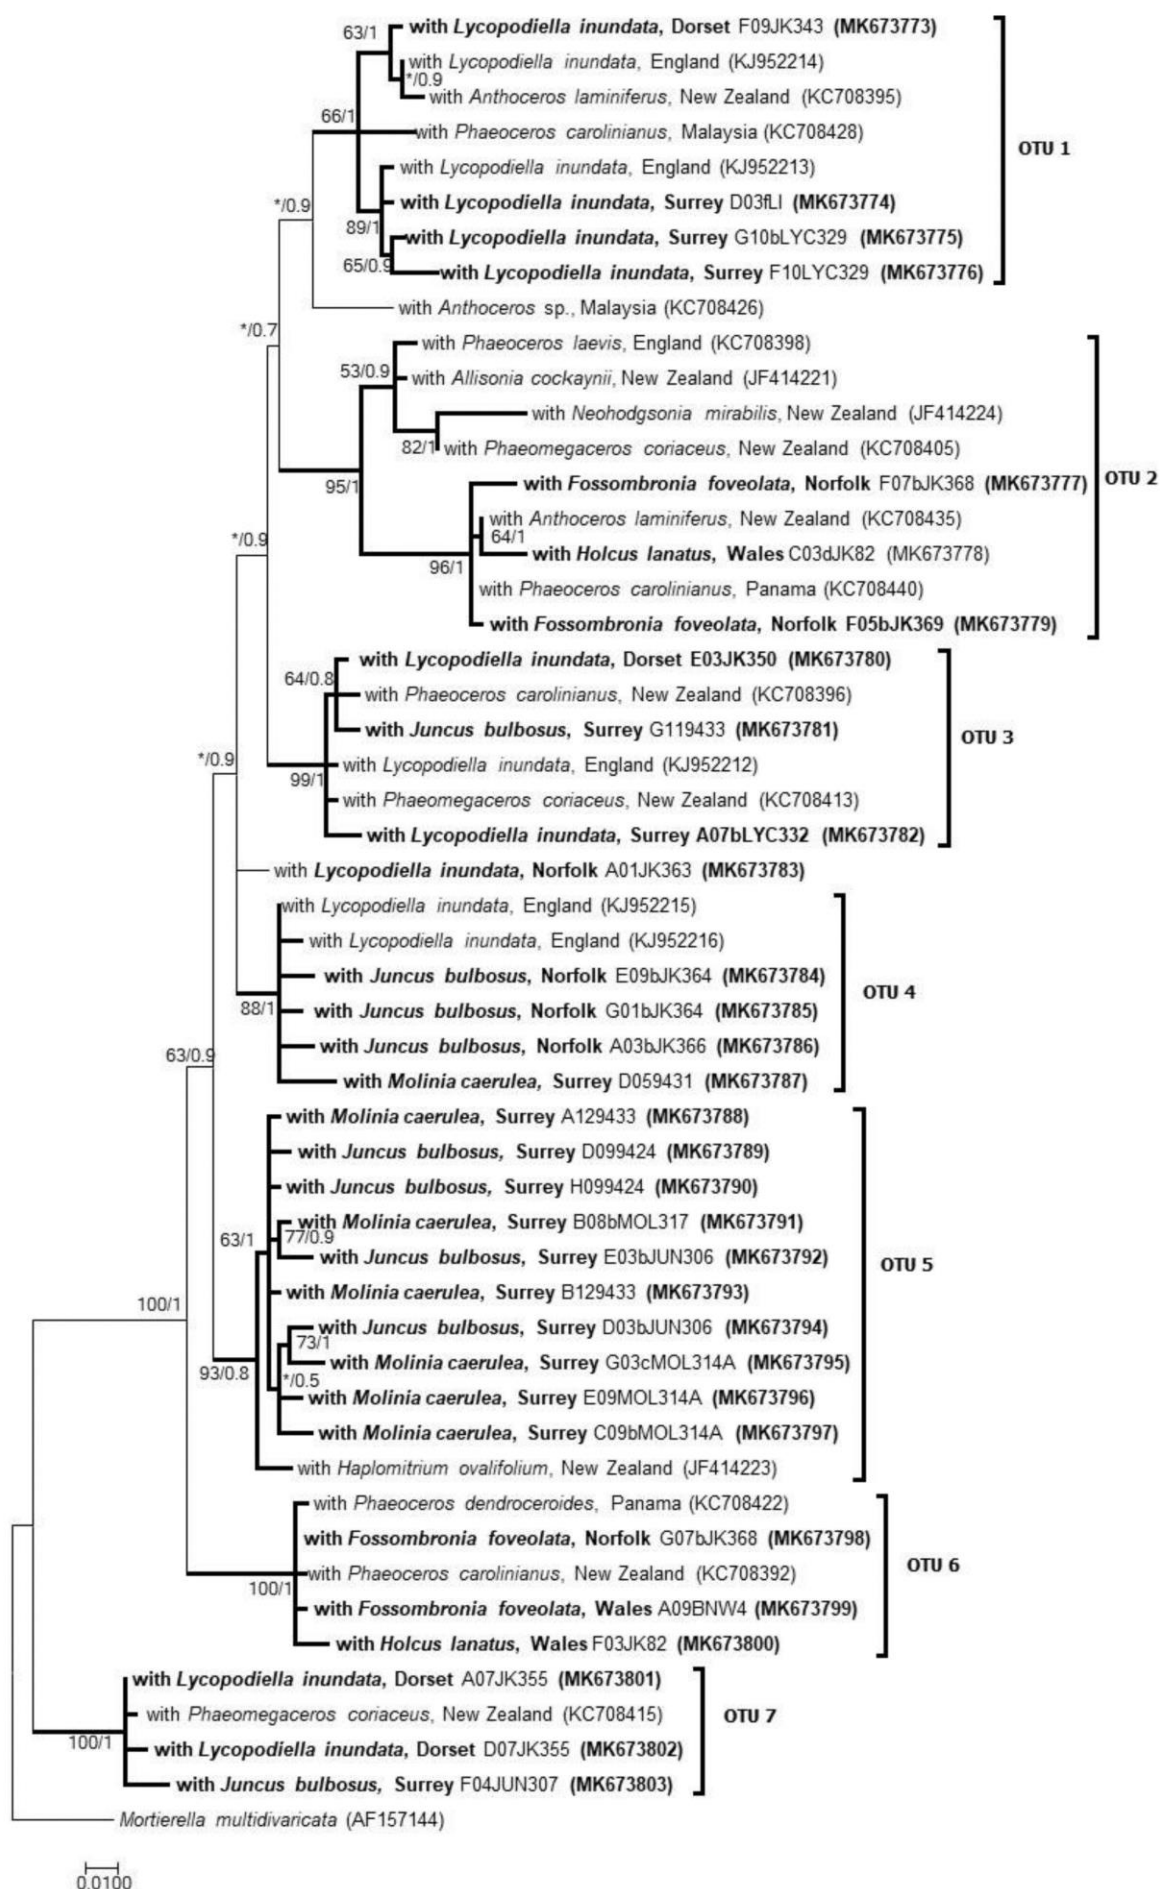 63/1
with Lycopodiella inundata, Dorset F09JK343 (MK673773)
with Lycopodiella inundata, England (KJ952214)
*/0.9
with Anthoceros laminiferus, New Zealand (KC708395)
66/1
with Phaeoceros carolinianus, Malaysia (KC708428)
OTU 1
with Lycopodiella inundata, England (KJ952213)
*/0.9
with Lycopodiella inundata, Surrey D03fLI (MK673774)
89/1
with Lycopodiella inundata, Surrey G10bLYC329 (MK673775)
65/0.9
with Lycopodiella inundata, Surrey F10LYC329 (MK673776)
with Anthoceros sp., Malaysia (KC708426)
*/0.7
with Phaeoceros laevis, England (KC708398)
53/0.9
with Allisonia cockaynii, New Zealand (JF414221)
with Neohodgsonia mirabilis, New Zealand (JF414224)
82/1
with Phaeomegaceros coriaceus, New Zealand (KC708405)
95/1
with Fossombronia foveolata, Norfolk F07bJK368 (MK673777)
OTU 2
with Anthoceros laminiferus, New Zealand (KC708435)
*/0.9
64/1
with Holcus lanatus, Wales C03dJK82 (MK673778)
96/1
with Phaeoceros carolinianus, Panama (KC708440)
with Fossombronia foveolata, Norfolk F05bJK369 (MK673779)
with Lycopodiella inundata, Dorset E03JK350 (MK673780)
64/0.8
with Phaeoceros carolinianus, New Zealand (KC708396)
with Juncus bulbosus, Surrey G119433 (MK673781)
OTU 3
*/0.9
with Lycopodiella inundata, England (KJ952212)
99/1
with Phaeomegaceros coriaceus, New Zealand (KC708413)
with Lycopodiella inundata, Surrey A07bLYC332 (MK673782)
with Lycopodiella inundata, Norfolk A01JK363 (MK673783)
with Lycopodiella inundata, England (KJ952215)
with Lycopodiella inundata, England (KJ952216)
with Juncus bulbosus, Norfolk E09bJK364 (MK673784)
OTU 4
88/1
with Juncus bulbosus, Norfolk G01bJK364 (MK673785)
with Juncus bulbosus, Norfolk A03bJK366 (MK673786)
63/0.9
with Molinia caerulea, Surrey D059431 (MK673787)
with Molinia caerulea, Surrey A129433 (MK673788)
with Juncus bulbosus, Surrey D099424 (MK673789)
with Juncus bulbosus, Surrey H099424 (MK673790)
with Molinia caerulea, Surrey B08bMOL317 (MK673791)
63/1
77/0.9
with Juncus bulbosus, Surrey E03bJUN306 (MK673792)
OTU 5
with Molinia caerulea, Surrey B129433 (MK673793)
100/1
with Juncus bulbosus, Surrey D03bJUN306 (MK673794)
73/1
with Molinia caerulea, Surrey G03cMOL314A (MK673795)
93/0.8
*/0.5
with Molinia caerulea, Surrey E09MOL314A (MK673796)
with Molinia caerulea, Surrey C09bMOL314A (MK673797)
with Haplomitrium ovalifolium, New Zealand (JF414223)
with Phaeoceros dendroceroides, Panama (KC708422)
with Fossombronia foveolata, Norfolk G07bJK368 (MK673798)
OTU 6
with Phaeoceros carolinianus, New Zealand (KC708392)
100/1
with Fossombronia foveolata, Wales A09BNW4 (MK673799)
with Holcus lanatus, Wales F03JK82 (MK673800)
with Lycopodiella inundata, Dorset A07JK355 (MK673801)
with Phaeomegaceros coriaceus, New Zealand (KC708415)
OTU 7
100/1
with Lycopodiella inundata, Dorset D07JK355 (MK673802)
with Juncus bulbosus, Surrey F04JUN307 (MK673803)
Mortierella multidivaricata (AF157144)
0.0100